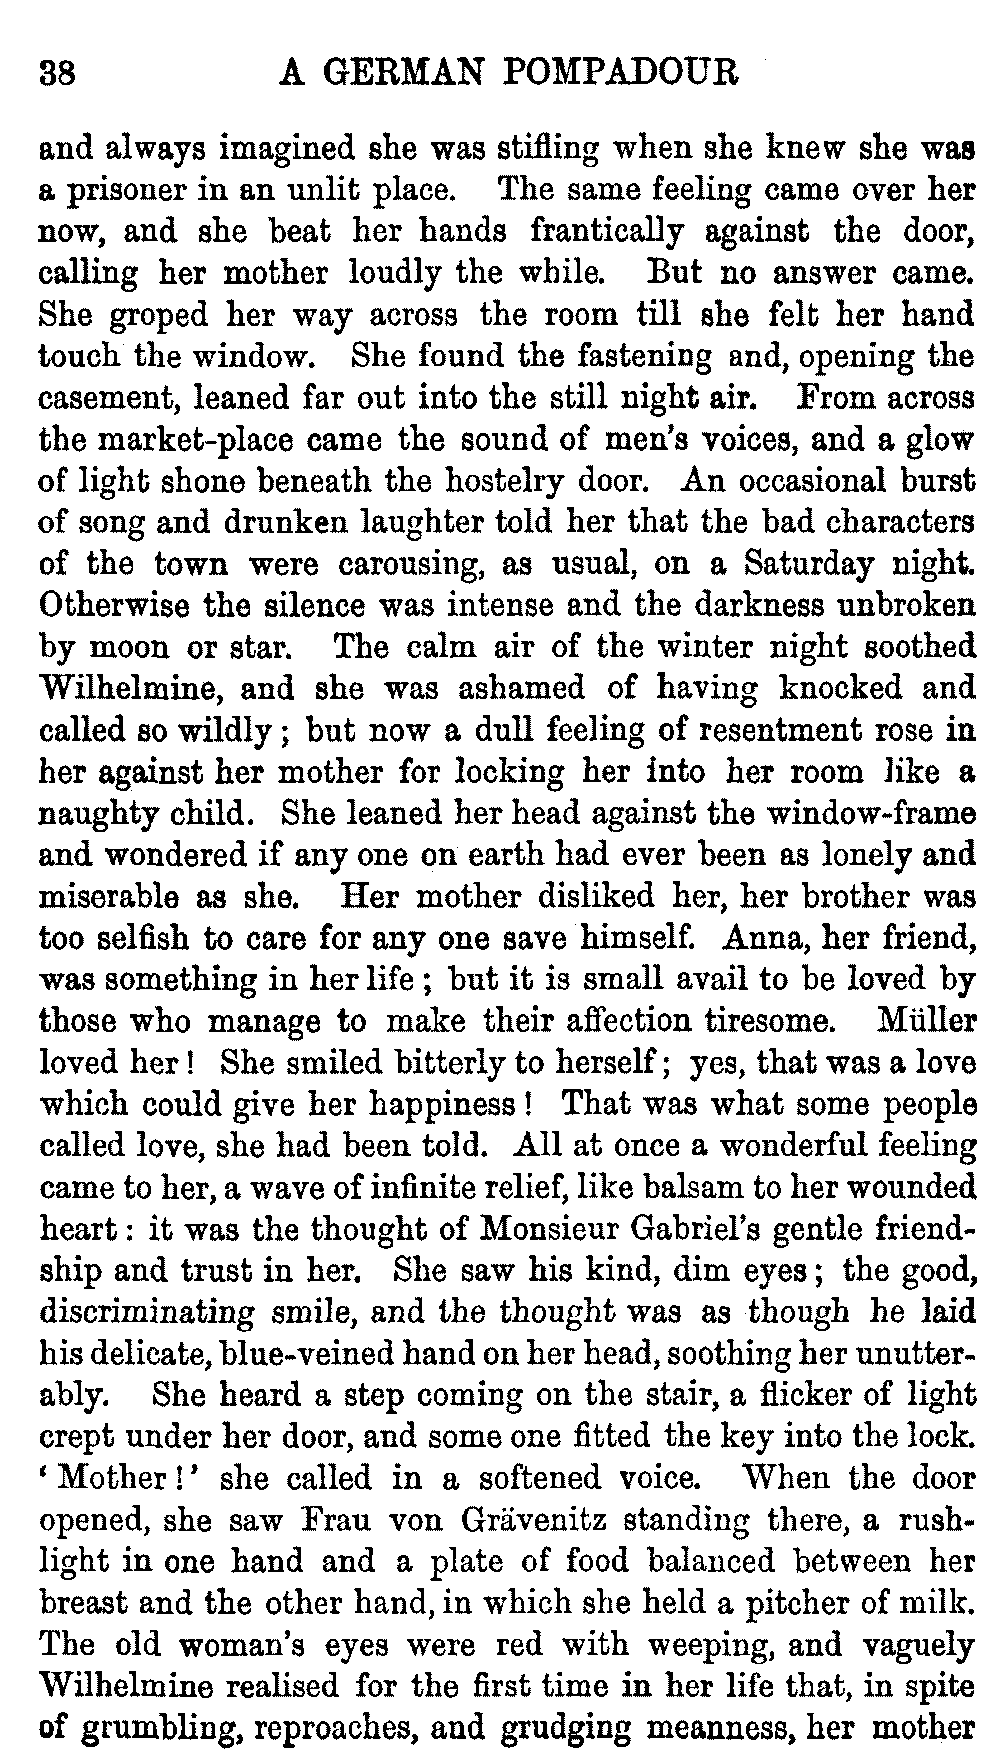 38 A GERMAN POMPADOUR
and always imagined she was stifling when she knew she was
a prisoner in an unlit place. The same feeling came over her
now, and she beat her hands frantically against the door,
calling her mother loudly the while. But no answer came.
She groped her way across the room till she felt her hand
touch the window. She found the fastening and, opening the
casement, leaned far out into the still night air. From across
the market-place came the sound of men's voices, and a glow
of light shone beneath the hostelry door. An occasional burst
of song and drunken laughter told her that the bad characters
of the town were carousing, as usual, on a Saturday night.
Otherwise the silence was intense and the darkness unbroken
by moon or star. The calm air of the winter night soothed
Wilhelmine, and she was ashamed of having knocked and
called so wildly; but now a dull feeling of resentment rose in
her against her mother for locking her into her room like a
naughty child. She leaned her head against the window-frame
and wondered if any one on earth had ever been as lonely and
miserable as she. Her mother disliked her, her brother was
too selfish to care for any one save himself. Anna, her friend,
was something in her life; but it is small avail to be loved by
those who manage to make their affection tiresome. Müller
loved her! She smiled bitterly to herself; yes, that was a love
which could give her happiness! That was what some people
called love, she had been told. All at once a wonderful feeling
came to her, a wave of infinite relief, like balsam to her wounded
heart: it was the thought of Monsieur Gabriel's gentle friend-
ship and trust in her. She saw his kind, dim eyes; the good,
discriminating smile, and the thought was as though he laid
his delicate, blue-veined hand on her head, soothing her unutter-
ably. She heard a step coming on the stair, a flicker of light
crept under her door, and some one fitted the key into the lock.
'Mother!' she called in a softened voice. When the door
opened, she saw Frau von Grävenitz standing there, a rush-
light in one hand and a plate of food balanced between her
breast and the other hand, in which she held a pitcher of milk.
The old woman's eyes were red with weeping, and vaguely
Wilhelmine realised for the first time in her life that, in spite
of grumbling, reproaches, and grudging meanness, her mother